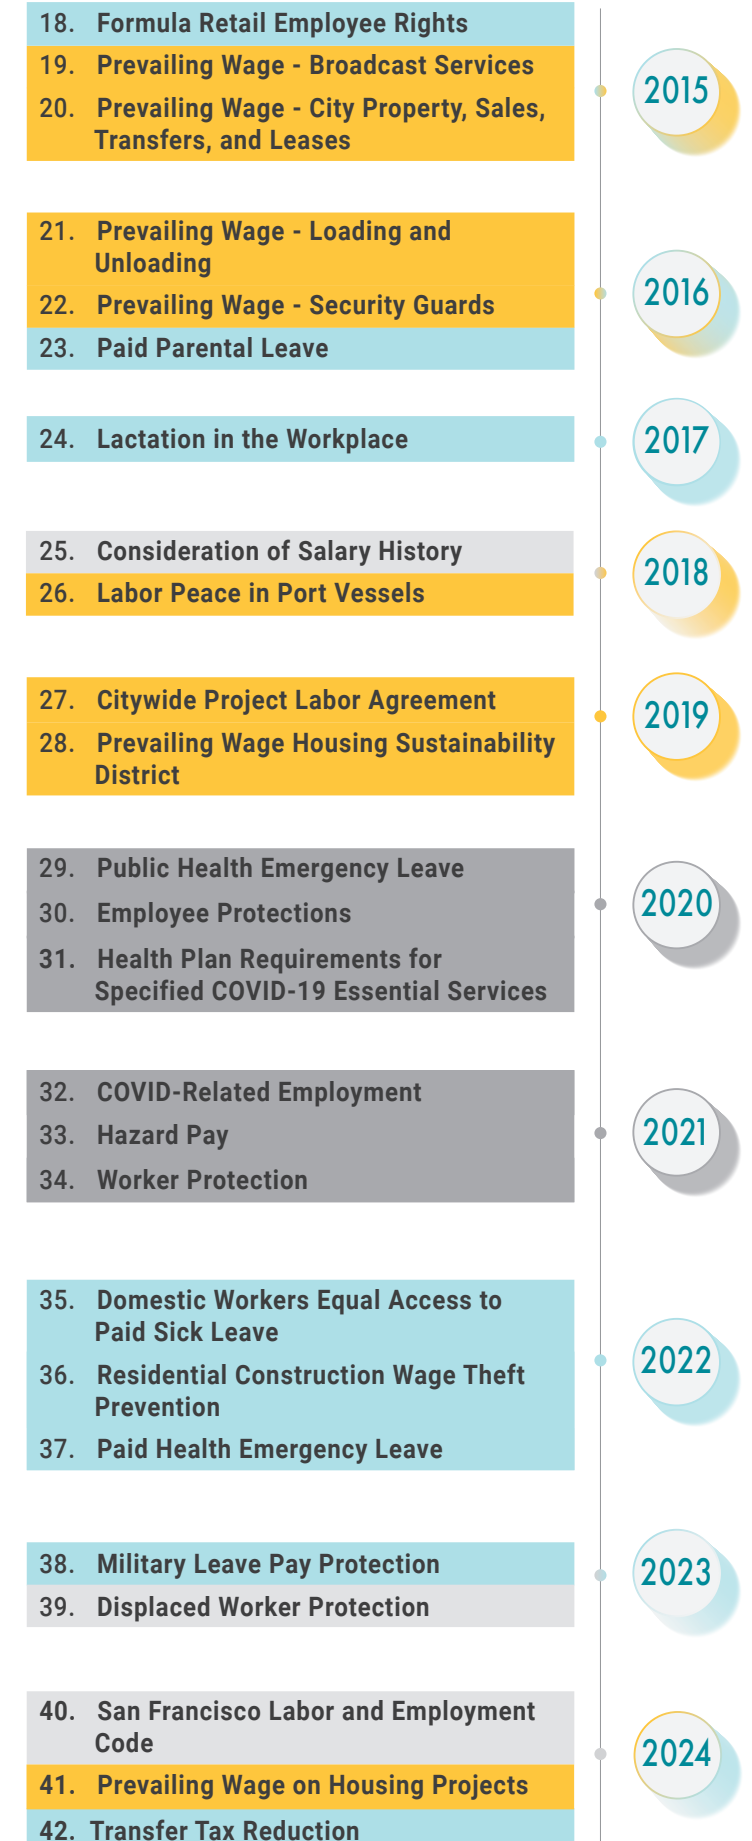 18. Formula Retail Employee Rights
19. Prevailing Wage - Broadcast Services
20. Prevailing Wage - City Property, Sales,
Transfers, and Leases
2015
21. Prevailing Wage - Loading and
Unloading
22. Prevailing Wage - Security Guards
23. Paid Parental Leave
2016
24. Lactation in the Workplace
2017
25. Consideration of Salary History
26. Labor Peace in Port Vessels
2018
27. Citywide Project Labor Agreement
28. Prevailing Wage Housing Sustainability
District
2019
29. Public Health Emergency Leave
30. Employee Protections
31. Health Plan Requirements for
Specified COVID-19 Essential Services
2020
32. COVID-Related Employment
33. Hazard Pay
34. Worker Protection
2021
35. Domestic Workers Equal Access to
Paid Sick Leave
36. Residential Construction Wage Theft
Prevention
37. Paid Health Emergency Leave
2022
38. Military Leave Pay Protection
39. Displaced Worker Protection
2023
40. San Francisco Labor and Employment
Code
41. Prevailing Wage on Housing Projects
42. Transfer Tax Reduction
2024